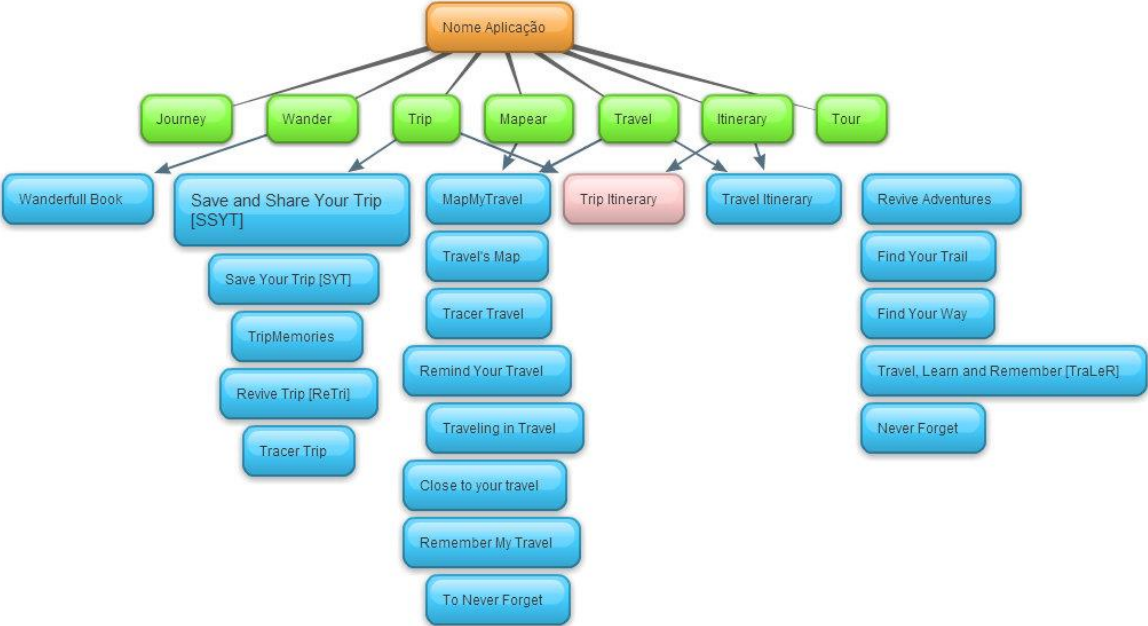 Nome Aplicação
Journey
Wander
Trip
Mapear
Travel
Itinerary
Tour
Wanderfull Book
Save and Share Your Trip
[SSYT]
Save Your Trip [SYT]
TripMemories
Revive Trip [ReTri]
Tracer Trip
MapMyTravel
Travel's Map
Tracer Travel
Remind Your Travel
Traveling in Travel
Close to your travel
Remember My Travel
To Never Forget
Trip Itinerary
Travel Itinerary
Revive Adventures
Find Your Trail
Find Your Way
Travel, Learn and Remember [TraLeR]
Never Forget